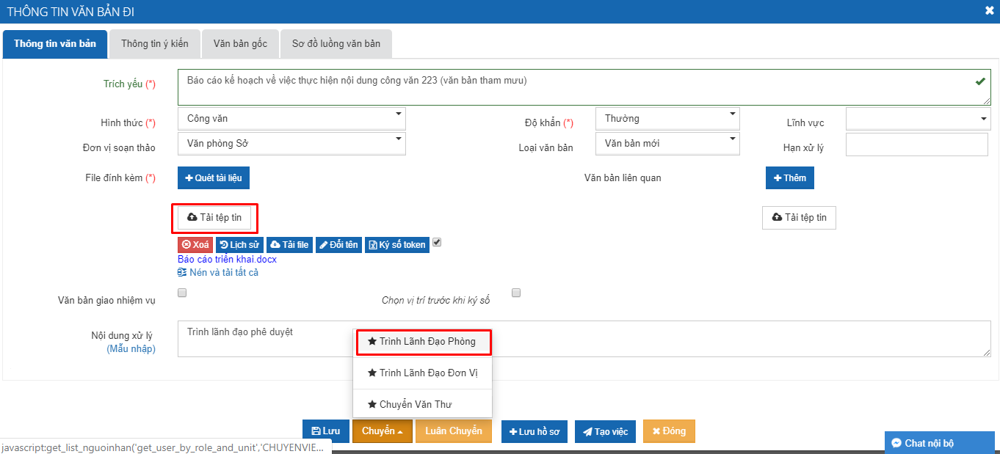 THÔNG TIN VĂN BẢN ĐI
Thông tin văn bản Thông tin ý kiến Văn bản gốc Sơ đồ luồng văn bản
Trích yếu (*) Báo cáo kế hoạch về việc thực hiện nội dung công văn 223 (văn bản tham mưu)
Hình thức (*) Công văn Độ khẩn (*) Thường Lĩnh vực
Đơn vị soạn thảo Văn phòng Sở Loại văn bản Văn bản mới Hạn xử lý
File đính kèm (*) Quét tài liệu Văn bản liên quan Thêm
Tải tệp tin Tải tệp tin
Xoá Lịch sử Tải file Đổi tên Ký số token
Báo cáo triển khai.docx
Nén và tải tất cả
Văn bản giao nhiệm vụ Chọn vị trí trước khi ký số
Nội dung xử lý Trình lãnh đạo phê duyệt
(Mẫu nhập)
Trình Lãnh Đạo Phòng
Trình Lãnh Đạo Đơn Vị
Chuyển Văn Thư
Lưu Chuyển Luân Chuyển Lưu hồ sơ Tạo việc Đóng
javascript:get_list_nguoinhan('get_user_by_role_and_unit','CHUYENVIE... Chat nội bộ